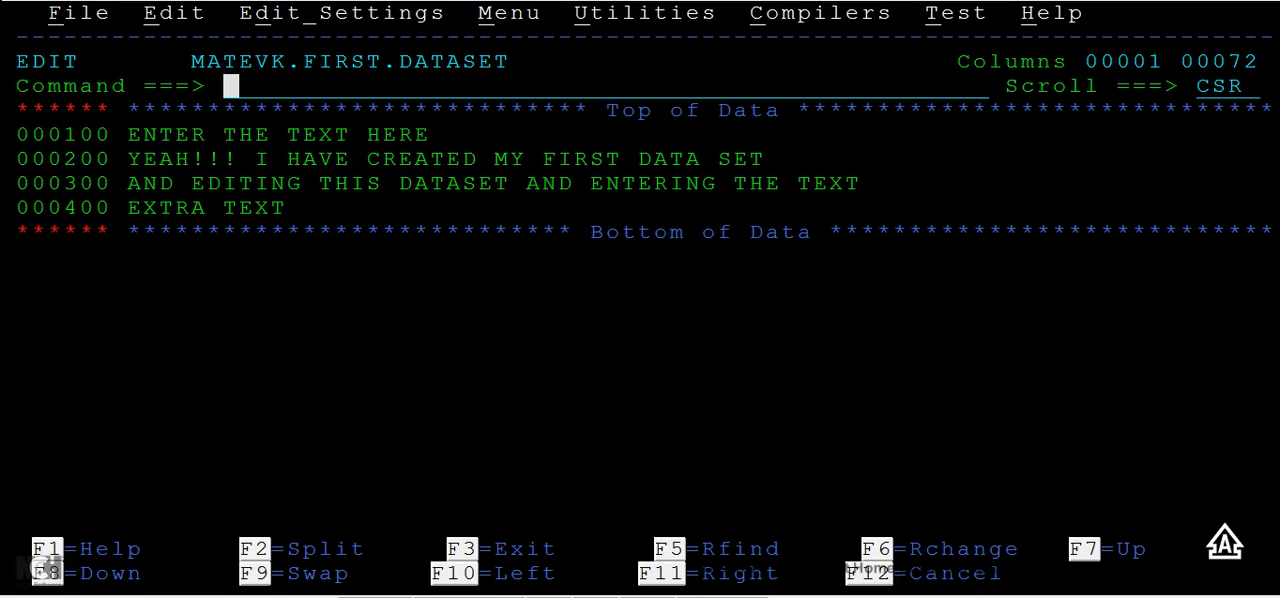 File Edit Edit_Settings Menu Utilities Compilers Test Help
EDIT MATEVK.FIRST.DATASET Columns 00001 00072
Command ===> Scroll ===> CSR
****** ***************************** Top of Data ******************************
000100 ENTER THE TEXT HERE
000200 YEAH!!! I HAVE CREATED MY FIRST DATA SET
000300 AND EDITING THIS DATASET AND ENTERING THE TEXT
000400 EXTRA TEXT
****** **************************** Bottom of Data ****************************
F1=Help F2=Split F3=Exit F5=Rfind F6=Rchange F7=Up
F8=Down F9=Swap F10=Left F11=Right F12=Cancel
Home
A